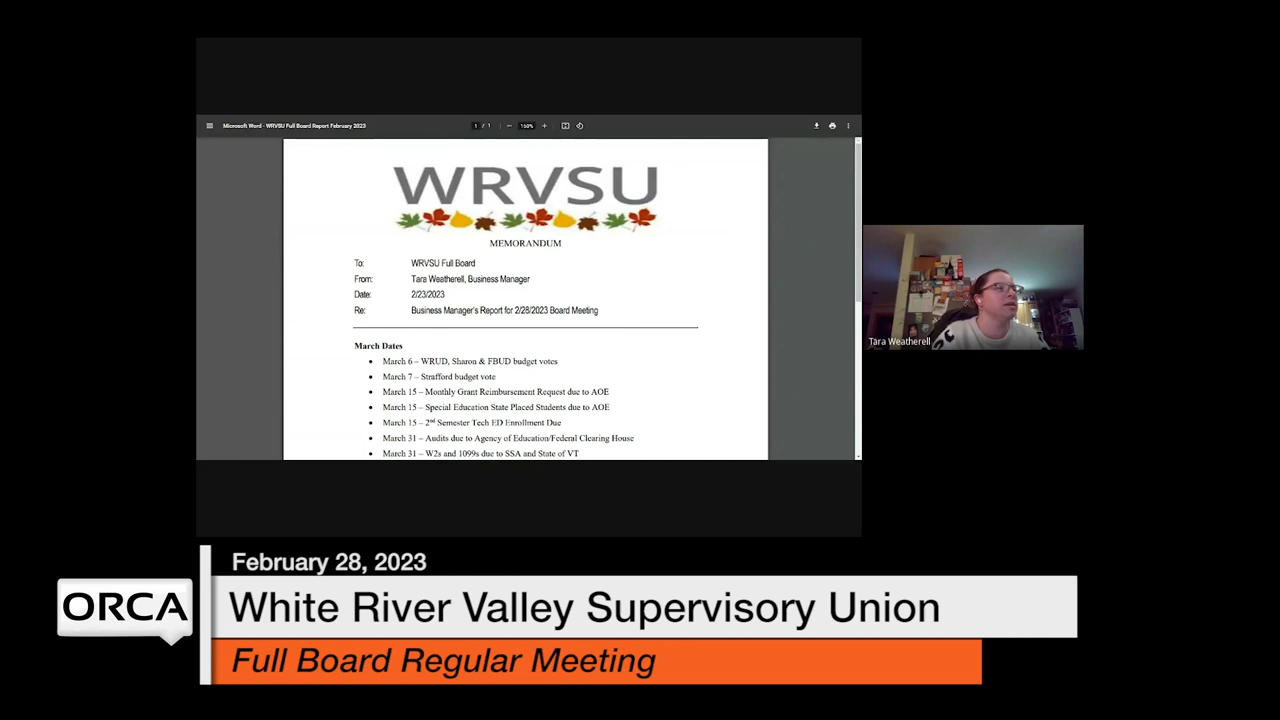 Microsoft Word - WRVSU Full Board Report February 2023
1 / 1
150%
WRVSU
MEMORANDUM
To: WRVSU Full Board
From: Tara Weatherell, Business Manager
Date: 2/23/2023
Re: Business Manager's Report for 2/28/2023 Board Meeting
March Dates
• March 6 – WRUD, Sharon & FBUD budget votes
• March 7 – Strafford budget vote
• March 15 – Monthly Grant Reimbursement Request due to AOE
• March 15 – Special Education State Placed Students due to AOE
• March 15 – 2nd Semester Tech ED Enrollment Due
• March 31 – Audits due to Agency of Education/Federal Clearing House
• March 31 – W2s and 1099s due to SSA and State of VT
Tara Weatherell
February 28, 2023
ORCA
White River Valley Supervisory Union
Full Board Regular Meeting